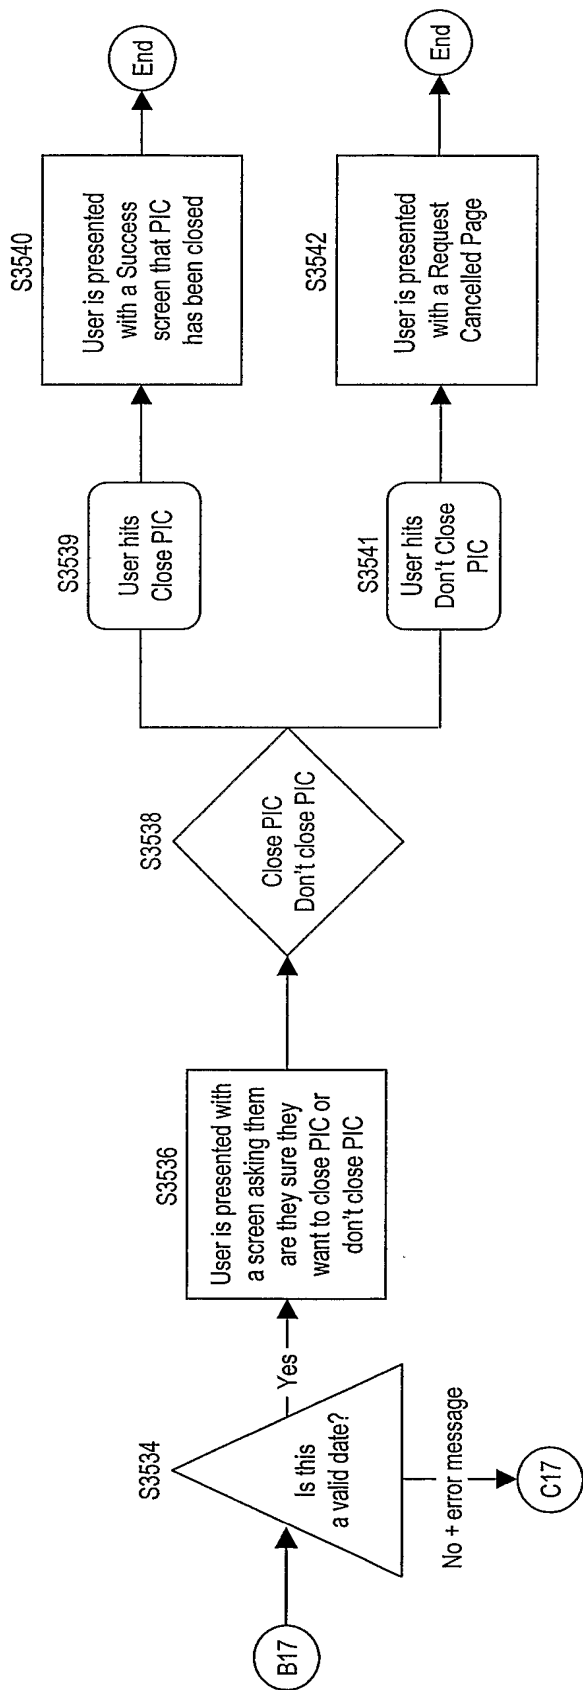 B17
S3534
Is this
a valid date?
Yes
No + error message
C17
S3536
User is presented with
a screen asking them
are they sure they
want to close PIC or
don't close PIC
S3538
Close PIC
Don't close PIC
S3539
User hits
Close PIC
S3540
User is presented
with a Success
screen that PIC
has been closed
End
S3541
User hits
Don't Close
PIC
S3542
User is presented
with a Request
Cancelled Page
End